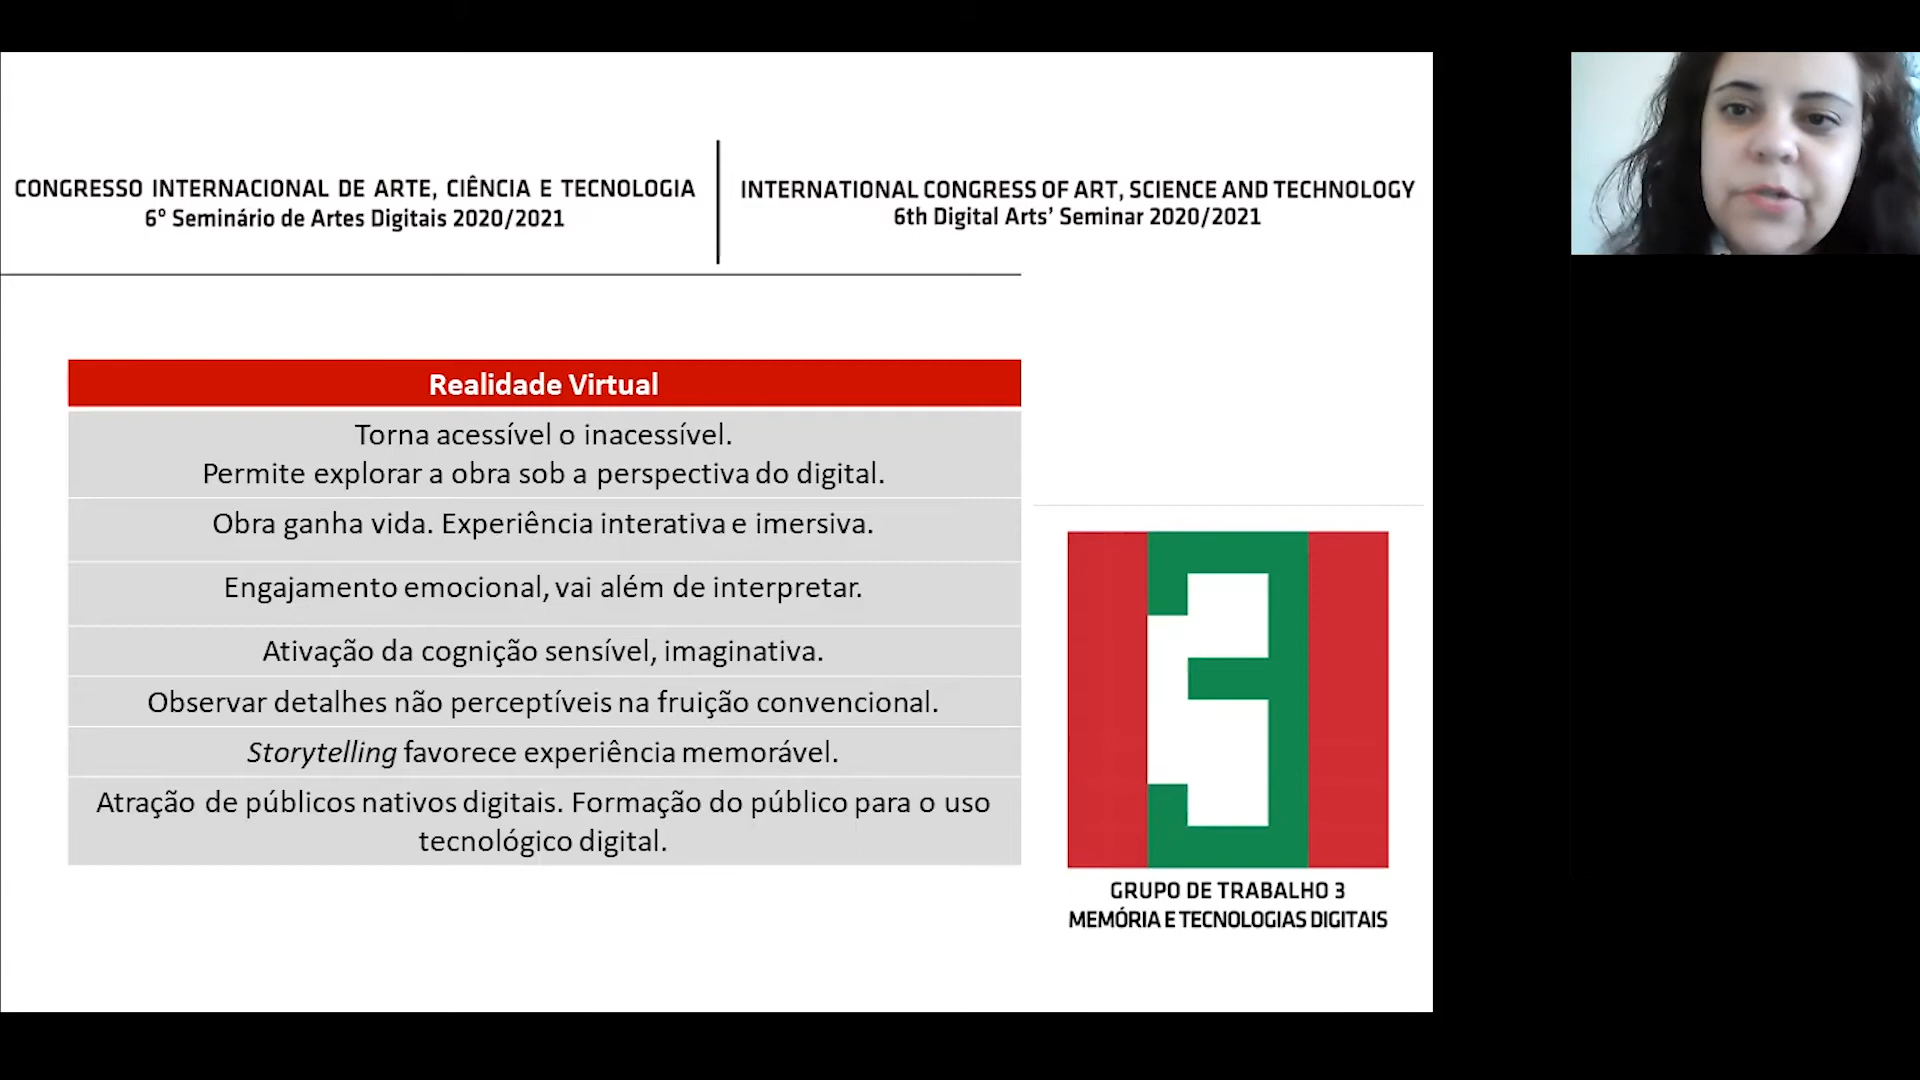 CONGRESSO INTERNACIONAL DE ARTE, CIÊNCIA E TECNOLOGIA
6º Seminário de Artes Digitais 2020/2021
INTERNATIONAL CONGRESS OF ART, SCIENCE AND TECHNOLOGY
6th Digital Arts’ Seminar 2020/2021
Realidade Virtual
Torna acessível o inacessível.
Permite explorar a obra sob a perspectiva do digital.
Obra ganha vida. Experiência interativa e imersiva.
Engajamento emocional, vai além de interpretar.
Ativação da cognição sensível, imaginativa.
Observar detalhes não perceptíveis na fruição convencional.
Storytelling favorece experiência memorável.
Atração de públicos nativos digitais. Formação do público para o uso
tecnológico digital.
3
GRUPO DE TRABALHO 3
MEMÓRIA E TECNOLOGIAS DIGITAIS